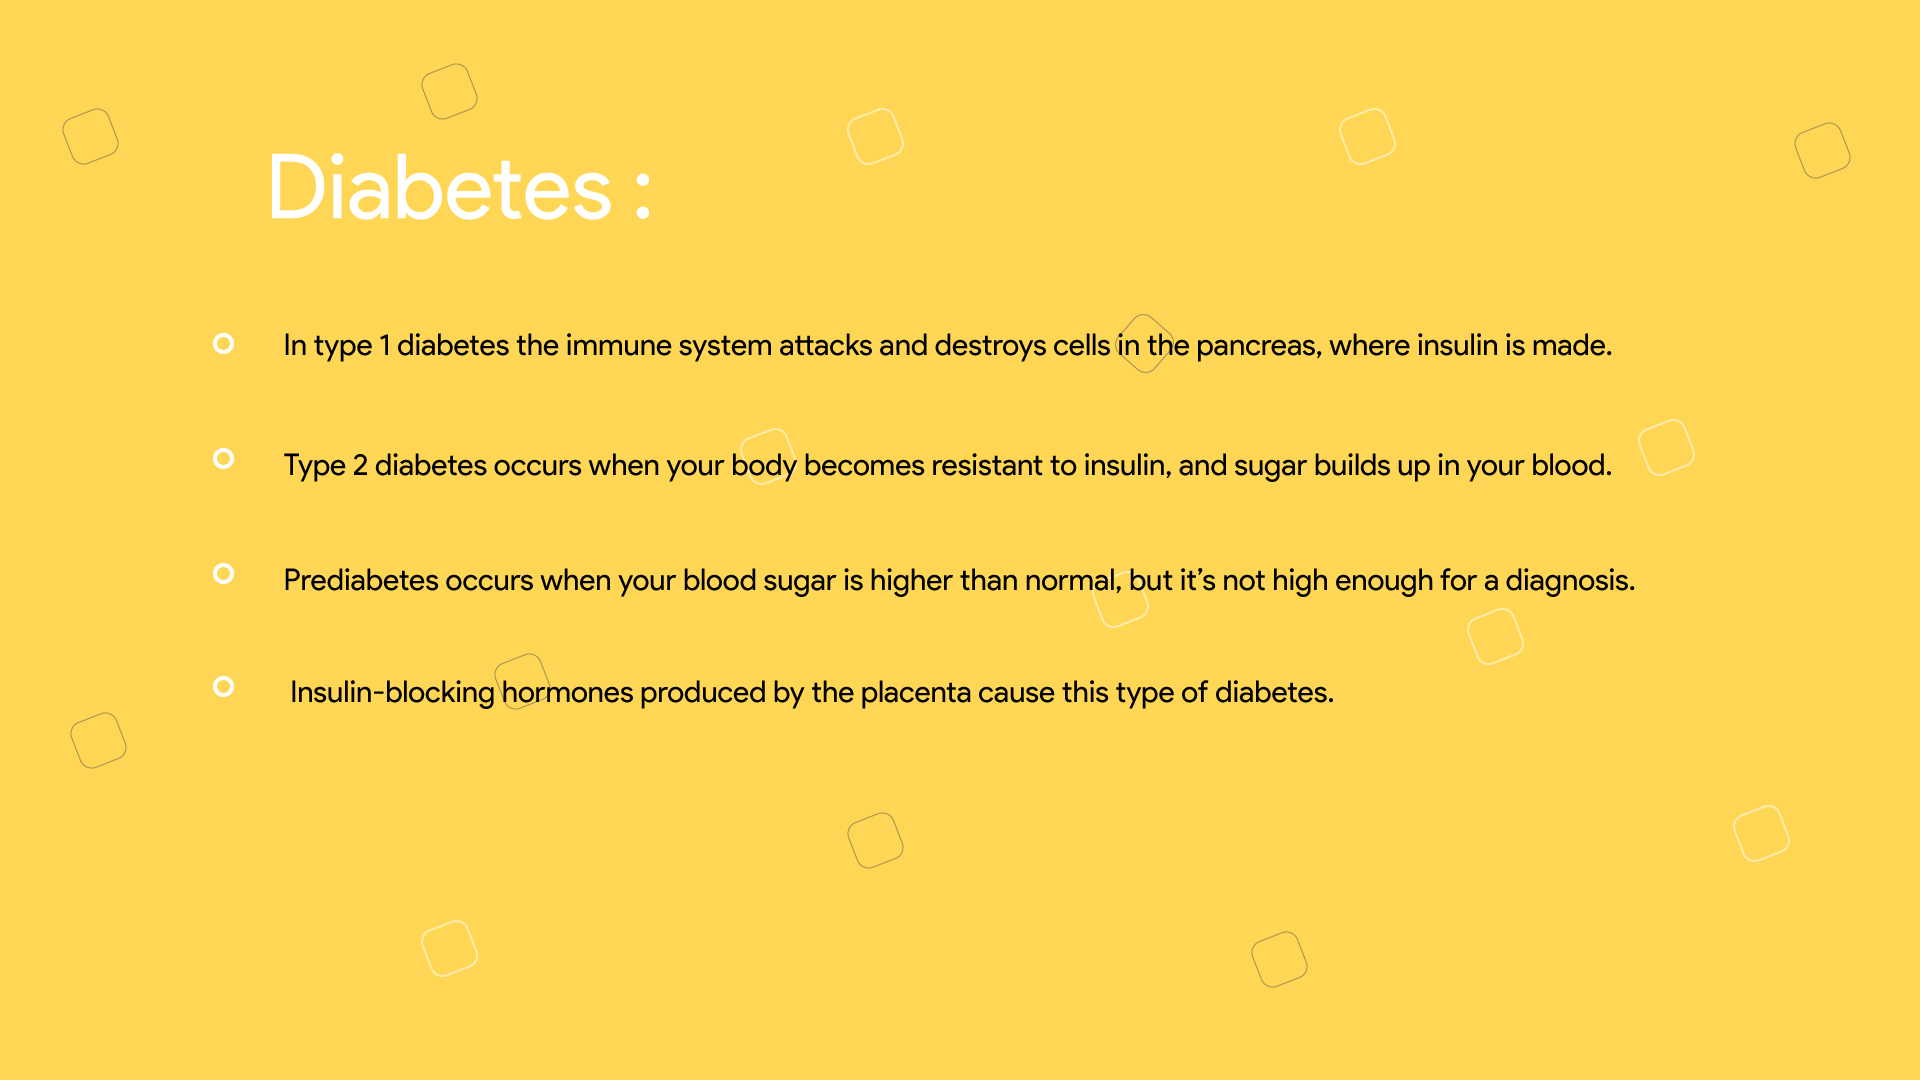 Diabetes :
In type 1 diabetes the immune system attacks and destroys cells in the pancreas, where insulin is made.
Type 2 diabetes occurs when your body becomes resistant to insulin, and sugar builds up in your blood.
Prediabetes occurs when your blood sugar is higher than normal, but it’s not high enough for a diagnosis.
Insulin-blocking hormones produced by the placenta cause this type of diabetes.